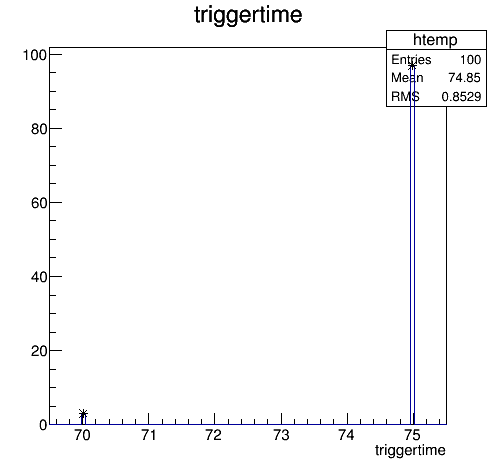 triggertime
htemp
Entries 100
Mean 74.85
RMS 0.8529
100
80
60
40
20
0
70 71 72 73 74 75
triggertime